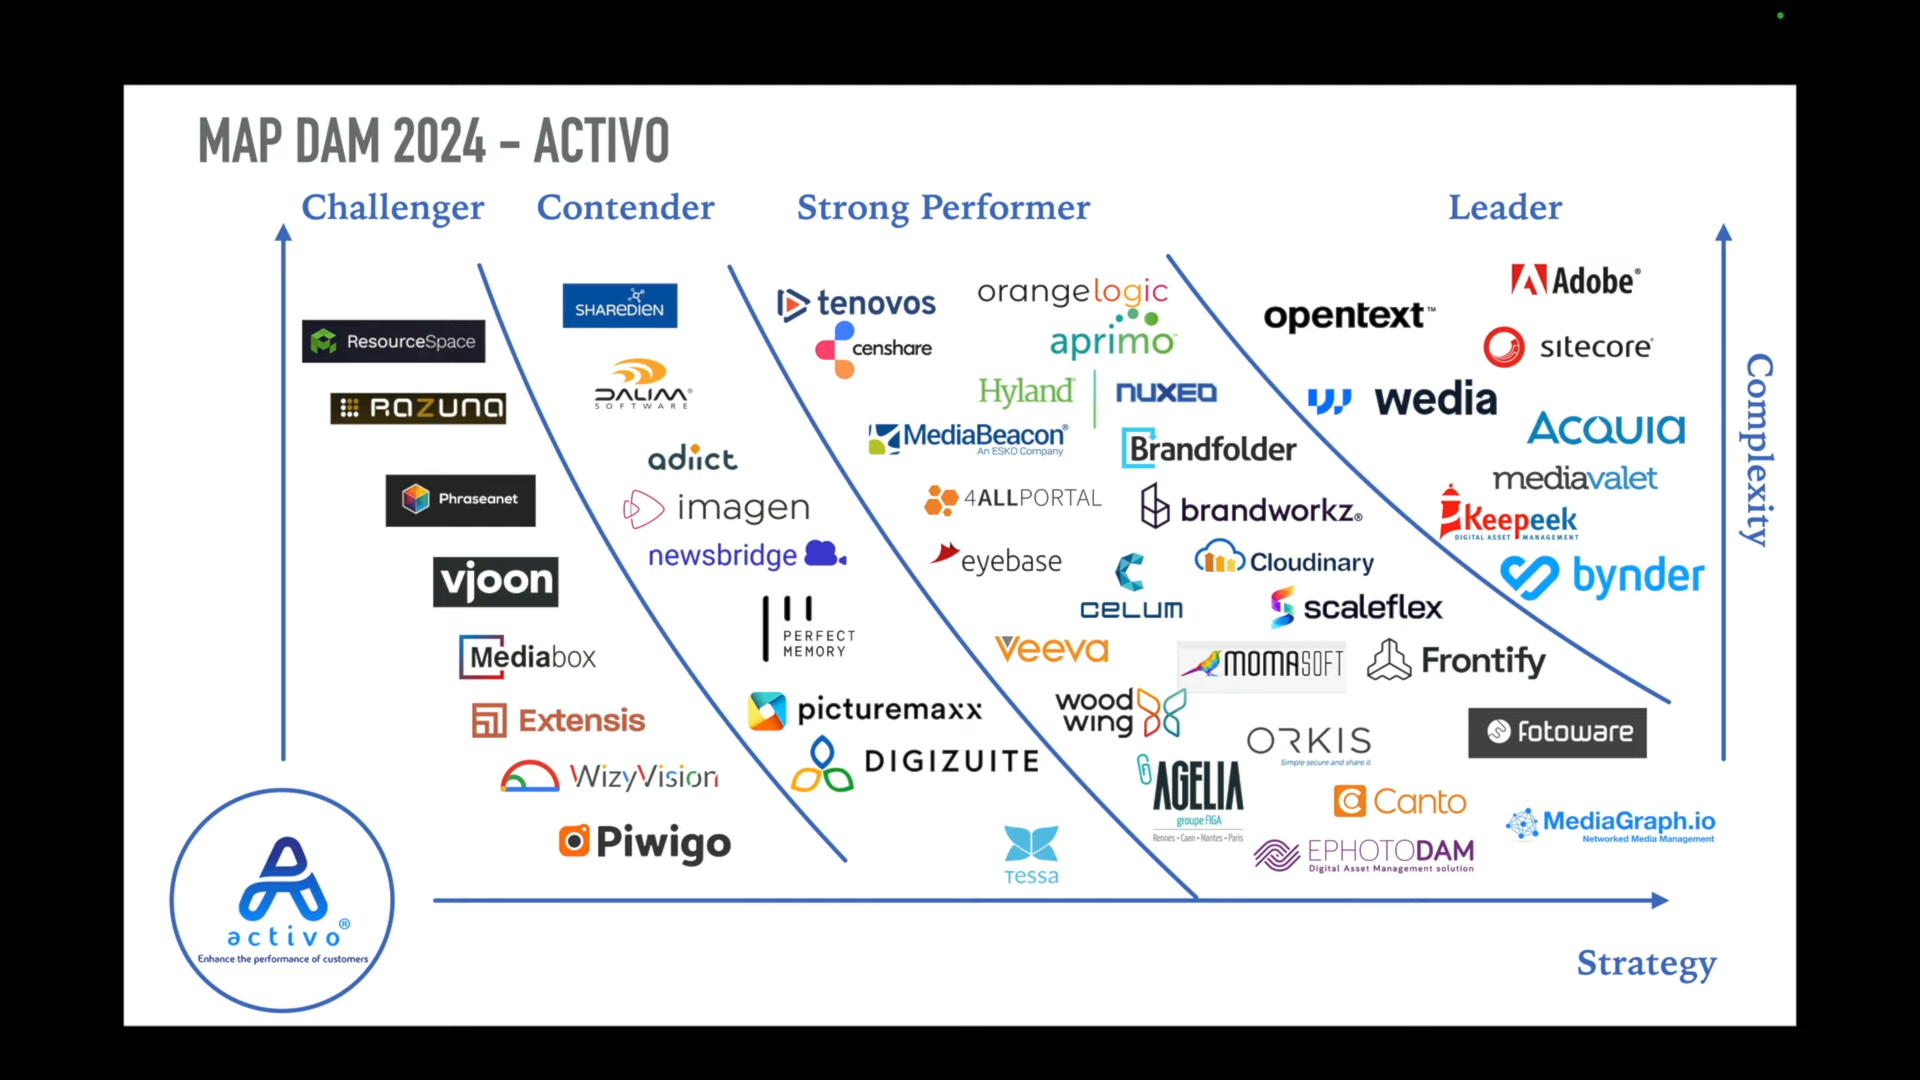 MAP DAM 2024 - ACTIVO
Challenger
Contender
Strong Performer
Leader
ResourceSpace
RAZUNA
Phraseanet
vjoon
Mediabox
Extensis
WizyVision
Piwigo
SHAREDIEN
DALIM
SOFTWARE
adiict
imagen
newsbridge
PERFECT
MEMORY
picturemaxx
DIGIZUITE
TESSA
tenovos
orangelogic
censhare
aprimo
Hyland
NUXEO
MediaBeacon®
An ESKO Company
Brandfolder
4ALLPORTAL
brandworkz®
eyebase
CELUM
Cloudinary
scaleflex
Veeva
MOMASOFT
Frontify
wood
wing
ORKIS
Simple secure and share it
fotoware
AGELIA
groupe FIGA
Rennes • Caen • Nantes • Paris
Canto
MediaGraph.io
Networked Media Management
EPHOTODAM
Digital Asset Management solution
Adobe®
opentext™
sitecore®
wedia
ACQUIA
mediavalet
Keepeek
DIGITAL ASSET MANAGEMENT
bynder
Complexity
Strategy
activo®
Enhance the performance of customers